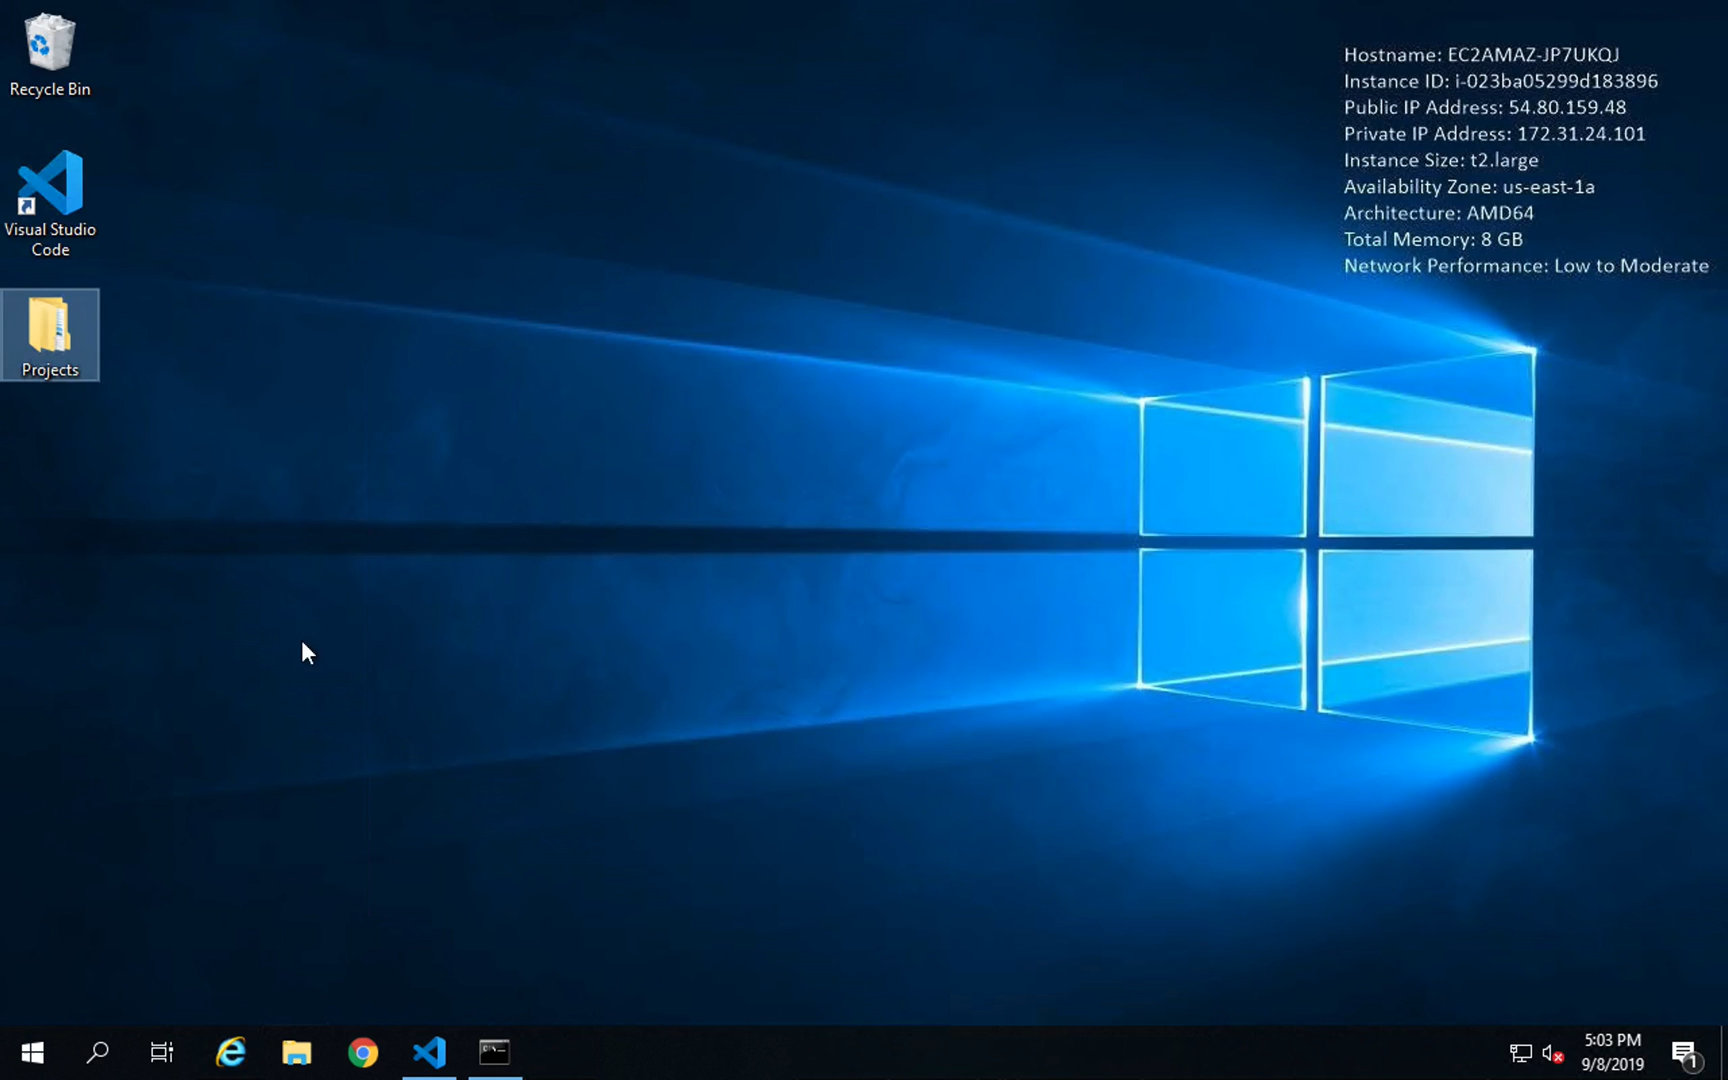 Recycle Bin
Visual Studio
Code
Projects
Hostname: EC2AMAZ-JP7UKQJ
Instance ID: i-023ba05299d183896
Public IP Address: 54.80.159.48
Private IP Address: 172.31.24.101
Instance Size: t2.large
Availability Zone: us-east-1a
Architecture: AMD64
Total Memory: 8 GB
Network Performance: Low to Moderate
5:03 PM
9/8/2019
1